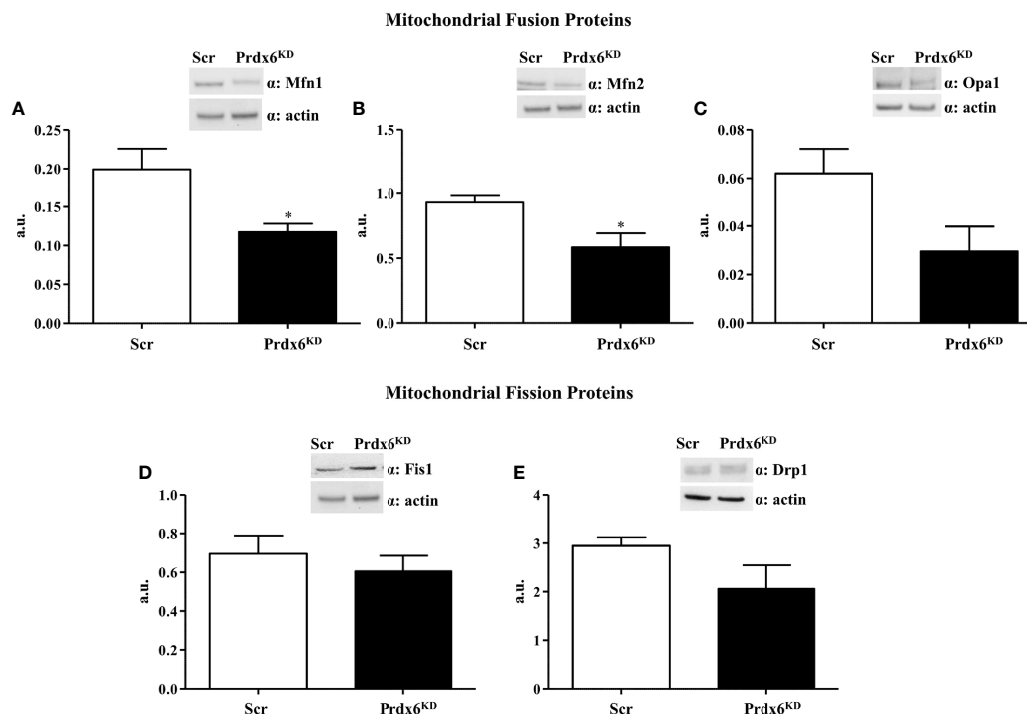 Mitochondrial Fusion Proteins
Scr Prdx6KD
α: Mfn1
α: actin
A
0.25
0.20
0.15
0.10
0.05
0.00
a.u.
*
Scr Prdx6KD
Scr Prdx6KD
α: Mfn2
α: actin
B
1.5
1.0
0.5
0.0
a.u.
*
Scr Prdx6KD
Scr Prdx6KD
α: Opa1
α: actin
C
0.08
0.06
0.04
0.02
0.00
a.u.
Scr Prdx6KD
Mitochondrial Fission Proteins
Scr Prdx6KD
α: Fis1
α: actin
D
1.0
0.8
0.6
0.4
0.2
0.0
a.u.
Scr Prdx6KD
Scr Prdx6KD
α: Drp1
α: actin
E
4
3
2
1
0
a.u.
Scr Prdx6KD